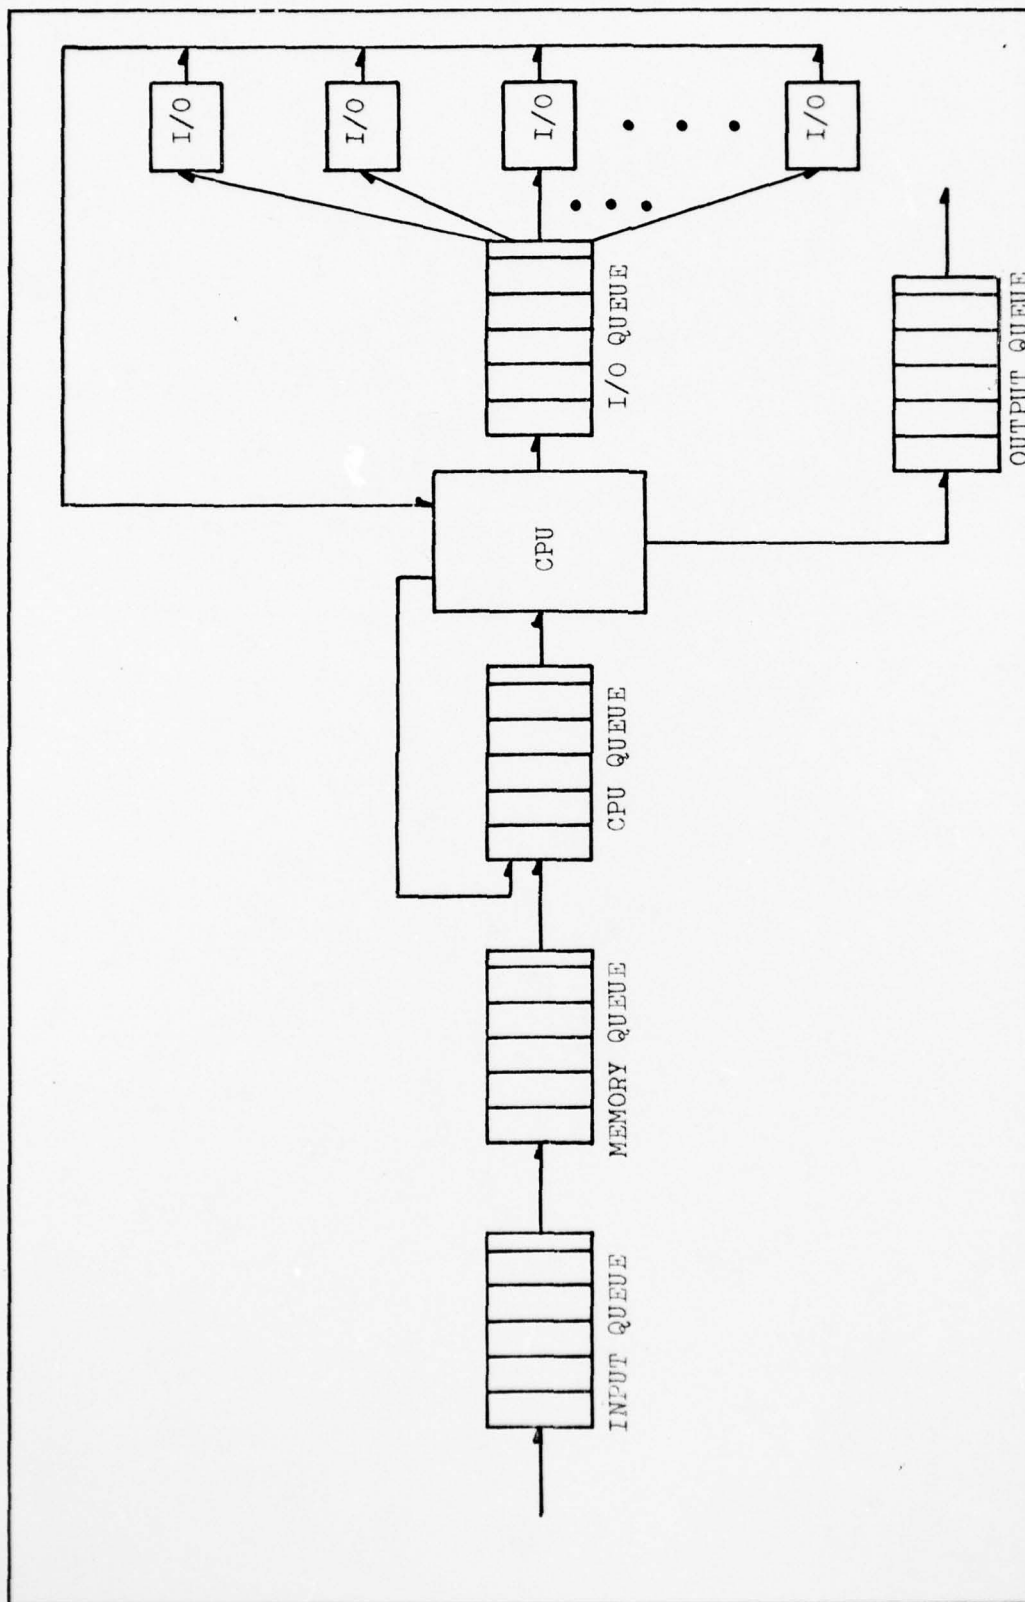 INPUT QUEUE
MEMORY QUEUE
CPU QUEUE
CPU
I/O QUEUE
I/O
I/O
I/O
I/O
OUTPUT QUEUE